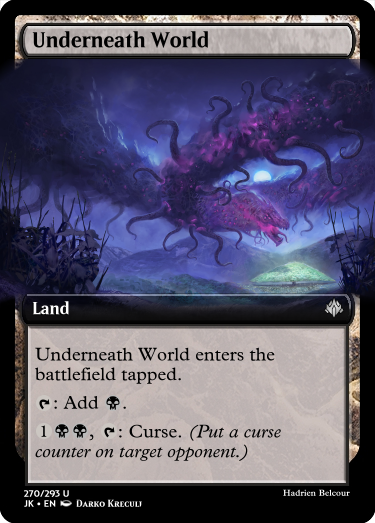 Underneath World
Land
Underneath World enters the
battlefield tapped.
: Add .
1 , : Curse. (Put a curse
counter on target opponent.)
270/293 U
JK • EN Darko Kreculj
Hadrien Belcour